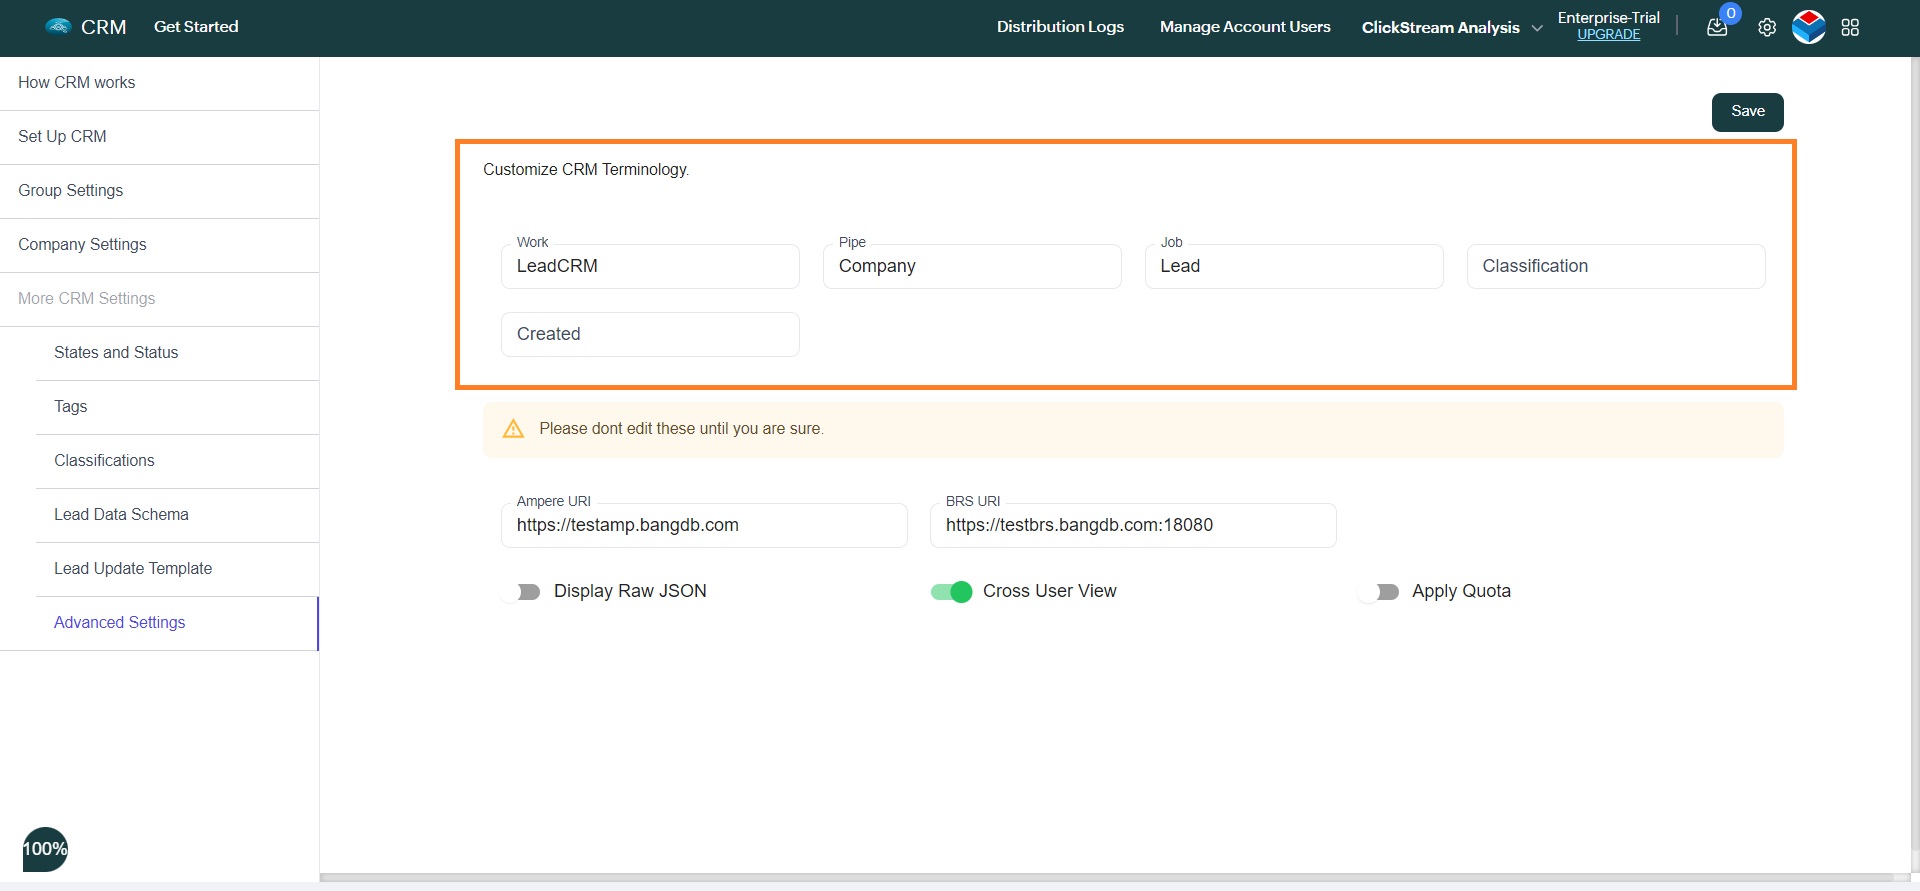 CRM Get Started Distribution Logs Manage Account Users ClickStream Analysis Enterprise-Trial 0
UPGRADE
How CRM works
Set Up CRM
Group Settings
Company Settings
More CRM Settings
States and Status
Tags
Classifications
Lead Data Schema
Lead Update Template
Advanced Settings
100%
Save
Customize CRM Terminology.
Work Pipe Job
LeadCRM Company Lead Classification
Created
Please dont edit these until you are sure.
Ampere URI BRS URI
https://testamp.bangdb.com https://testbrs.bangdb.com:18080
Display Raw JSON Cross User View Apply Quota